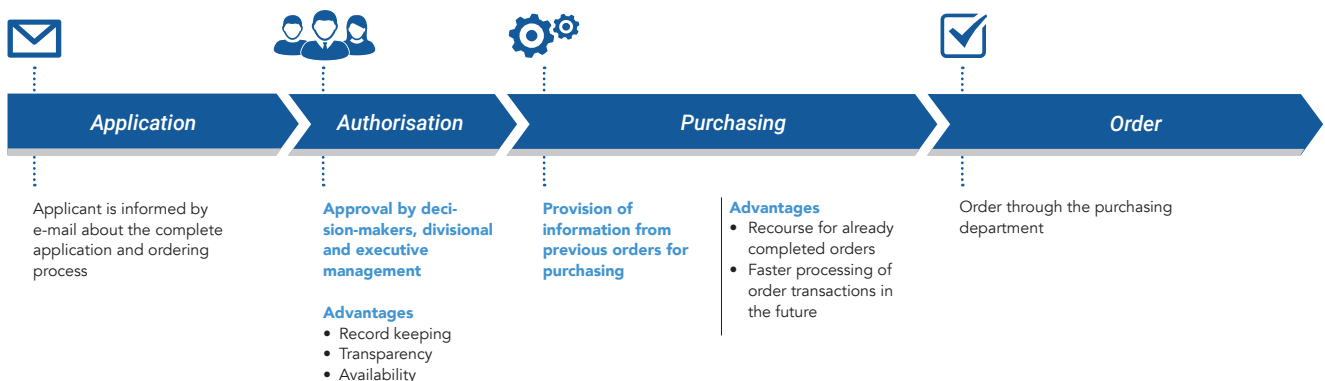 Application
Authorisation
Purchasing
Order
Applicant is informed by
e-mail about the complete
application and ordering
process
Approval by deci-
sion-makers, divisional
and executive
management
Advantages
• Record keeping
• Transparency
• Availability
Provision of
information from
previous orders for
purchasing
Advantages
• Recourse for already
completed orders
• Faster processing of
order transactions in
the future
Order through the purchasing
department